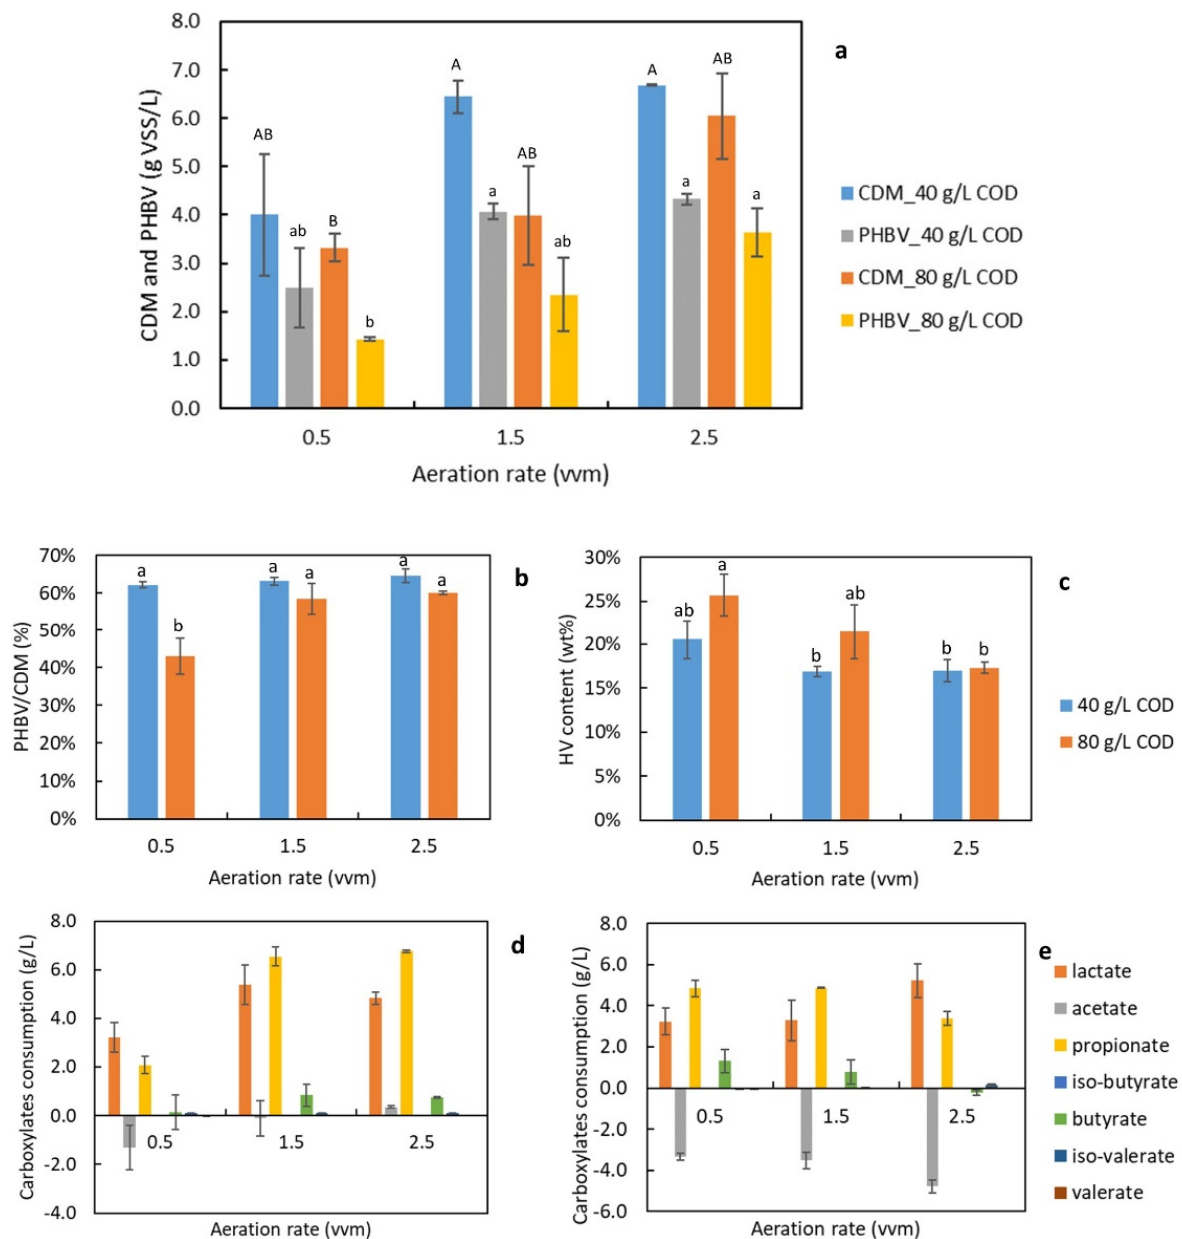 a
CDM and PHBV (g VSS/L)
8.0
7.0
6.0
5.0
4.0
3.0
2.0
1.0
0.0
AB
ab
B
b
A
a
AB
ab
A
a
AB
a
0.5
1.5
2.5
Aeration rate (vvm)
CDM_40 g/L COD
PHBV_40 g/L COD
CDM_80 g/L COD
PHBV_80 g/L COD
b
PHBV/CDM (%)
70%
60%
50%
40%
30%
20%
10%
0%
a
b
a
a
a
a
0.5
1.5
2.5
Aeration rate (vvm)
c
HV content (wt%)
30%
25%
20%
15%
10%
5%
0%
ab
a
b
ab
b
b
0.5
1.5
2.5
Aeration rate (vvm)
40 g/L COD
80 g/L COD
d
Carboxylates consumption (g/L)
8.0
6.0
4.0
2.0
0.0
-2.0
-4.0
0.5
1.5
2.5
Aeration rate (vvm)
e
Carboxylates consumption (g/L)
8.0
6.0
4.0
2.0
0.0
-2.0
-4.0
-6.0
0.5
1.5
2.5
Aeration rate (vvm)
lactate
acetate
propionate
iso-butyrate
butyrate
iso-valerate
valerate